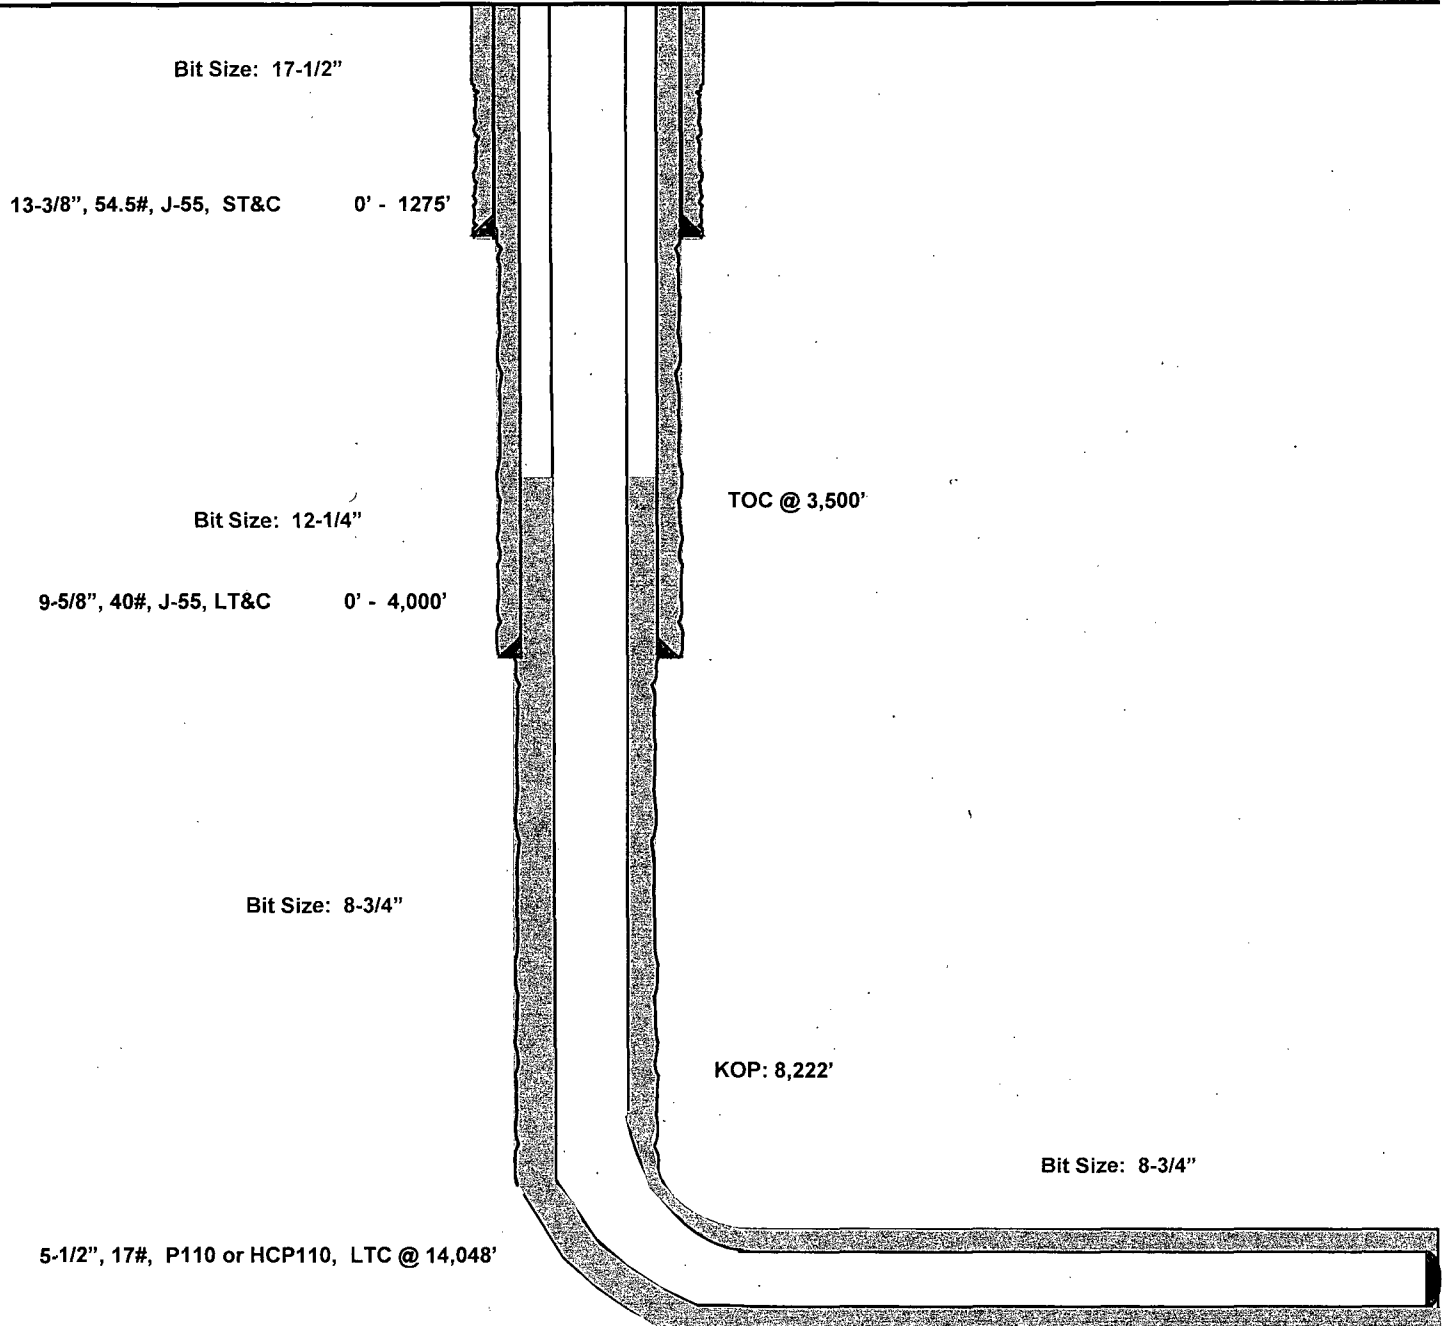 Bit Size: 17-1/2”
13-3/8”, 54.5#, J-55, ST&C 0’ - 1275’
TOC @ 3,500’
Bit Size: 12-1/4”
9-5/8”, 40#, J-55, LT&C 0’ - 4,000’
Bit Size: 8-3/4”
KOP: 8,222’
Bit Size: 8-3/4”
5-1/2”, 17#, P110 or HCP110, LTC @ 14,048’